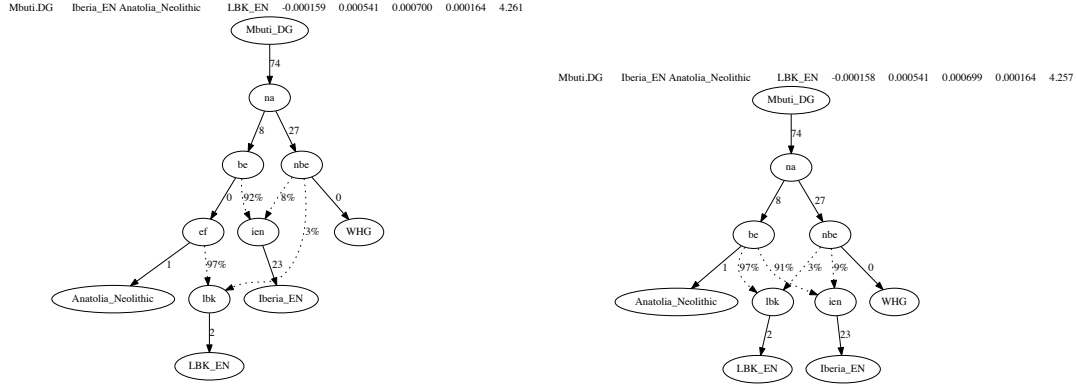 Mbuti.DG Iberia_EN Anatolia_Neolithic LBK_EN -0.000159 0.000541 0.000700 0.000164 4.261
Mbuti_DG
74
na
8 27
be nbe
0 92% 8% 3% 0
ef ien WHG
1 97% 23
Anatolia_Neolithic lbk Iberia_EN
2
LBK_EN
Mbuti.DG Iberia_EN Anatolia_Neolithic LBK_EN -0.000158 0.000541 0.000699 0.000164 4.257
Mbuti_DG
74
na
8 27
be nbe
1 97% 91% 3% 9% 0
Anatolia_Neolithic lbk ien WHG
2 23
LBK_EN Iberia_EN